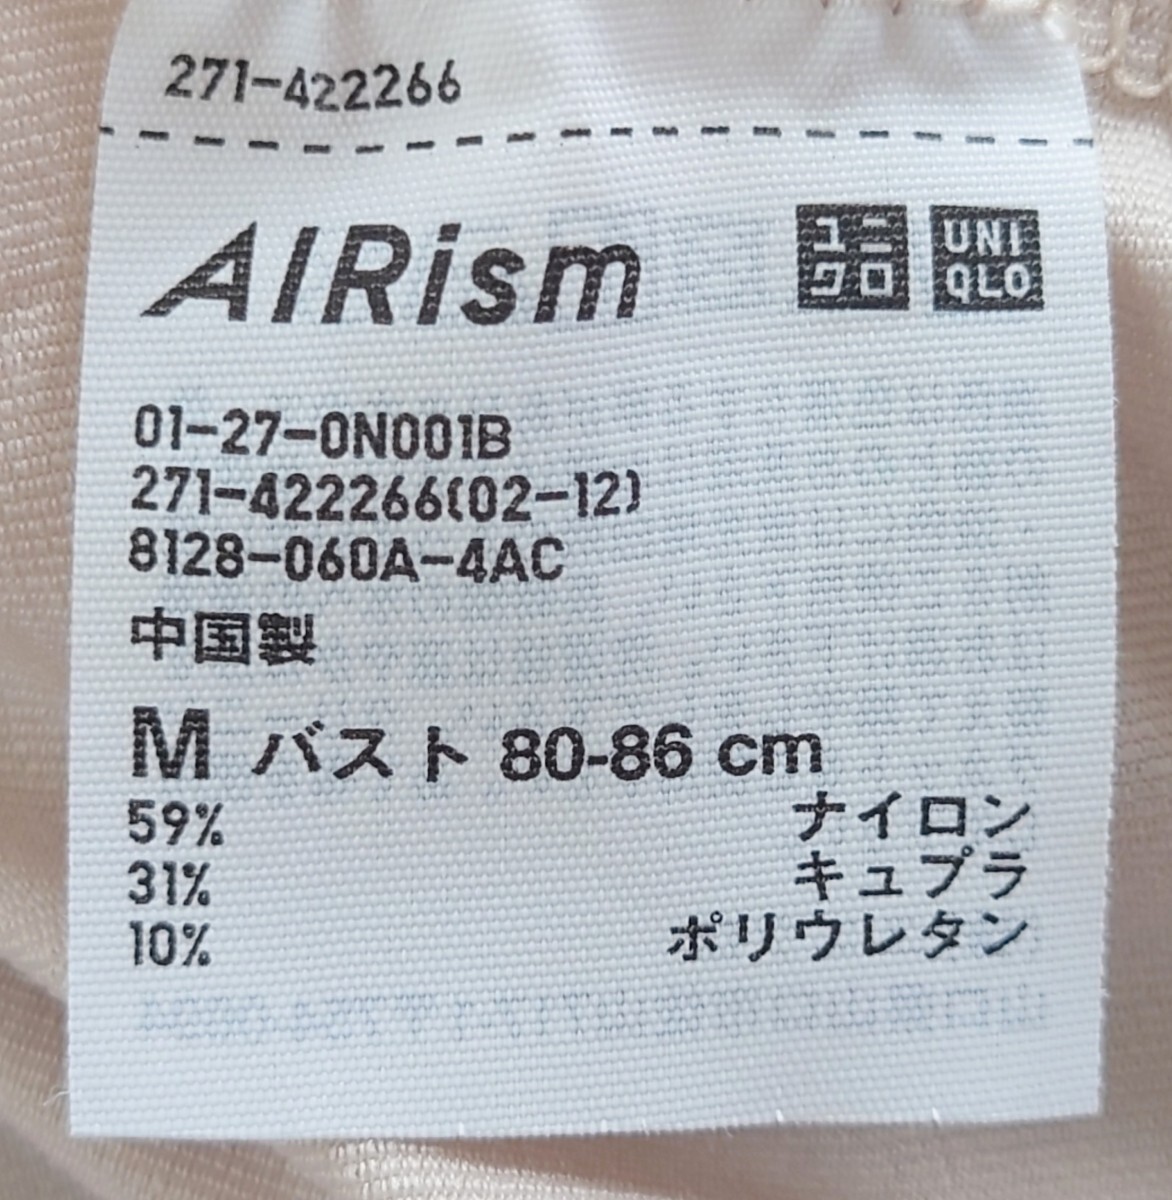 271-422266
AIRism
ユニクロ UNIQLO
01-27-0N001B
271-422266(02-12)
8128-060A-4AC
中国製
M バスト 80-86 cm
59% ナイロン
31% キュプラ
10% ポリウレタン